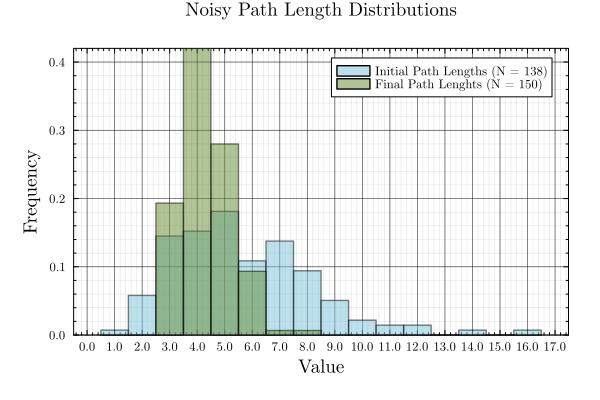 Noisy Path Length Distributions
Initial Path Lengths (N = 138)
Final Path Lenghts (N = 150)
Frequency
0.4
0.3
0.2
0.1
0.0
0.0 1.0 2.0 3.0 4.0 5.0 6.0 7.0 8.0 9.0 10.0 11.0 12.0 13.0 14.0 15.0 16.0 17.0
Value